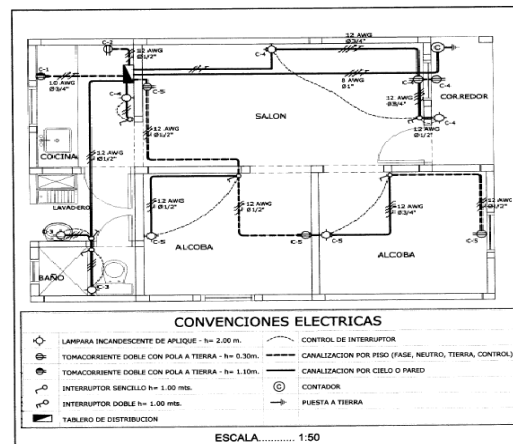 12 AWG
Ø3/4"
C-2
12 AWG
Ø1/2"
C-4
C
C-1
10 AWG
Ø3/4"
C-5
8 AWG
Ø1"
C-4
C-4
C-4
12 AWG
Ø3/4"
CORREDOR
SALON
12 AWG
Ø1/2"
C-4
COCINA
12 AWG
Ø1/2"
12 AWG
Ø1/2"
LAVADERO
12 AWG
Ø1/2"
12 AWG
Ø1/2"
12 AWG
Ø3/4"
12 AWG
Ø1/2"
C-5
C-5
C-5
C-5
ALCOBA
ALCOBA
BAÑO
C-3
CONVENCIONES ELECTRICAS
LAMPARA INCANDESCENTE DE APLIQUE - h= 2.00 m.
CONTROL DE INTERRUPTOR
TOMACORRIENTE DOBLE CON POLA A TIERRA - h= 0.30m.
CANALIZACION POR PISO (FASE, NEUTRO, TIERRA, CONTROL)
TOMACORRIENTE DOBLE CON POLA A TIERRA - h= 1.10m.
CANALIZACION POR CIELO O PARED
INTERRUPTOR SENCILLO h= 1.00 mts.
C
CONTADOR
INTERRUPTOR DOBLE h= 1.00 mts.
PUESTA A TIERRA
TABLERO DE DISTRIBUTION
ESCALA........... 1:50